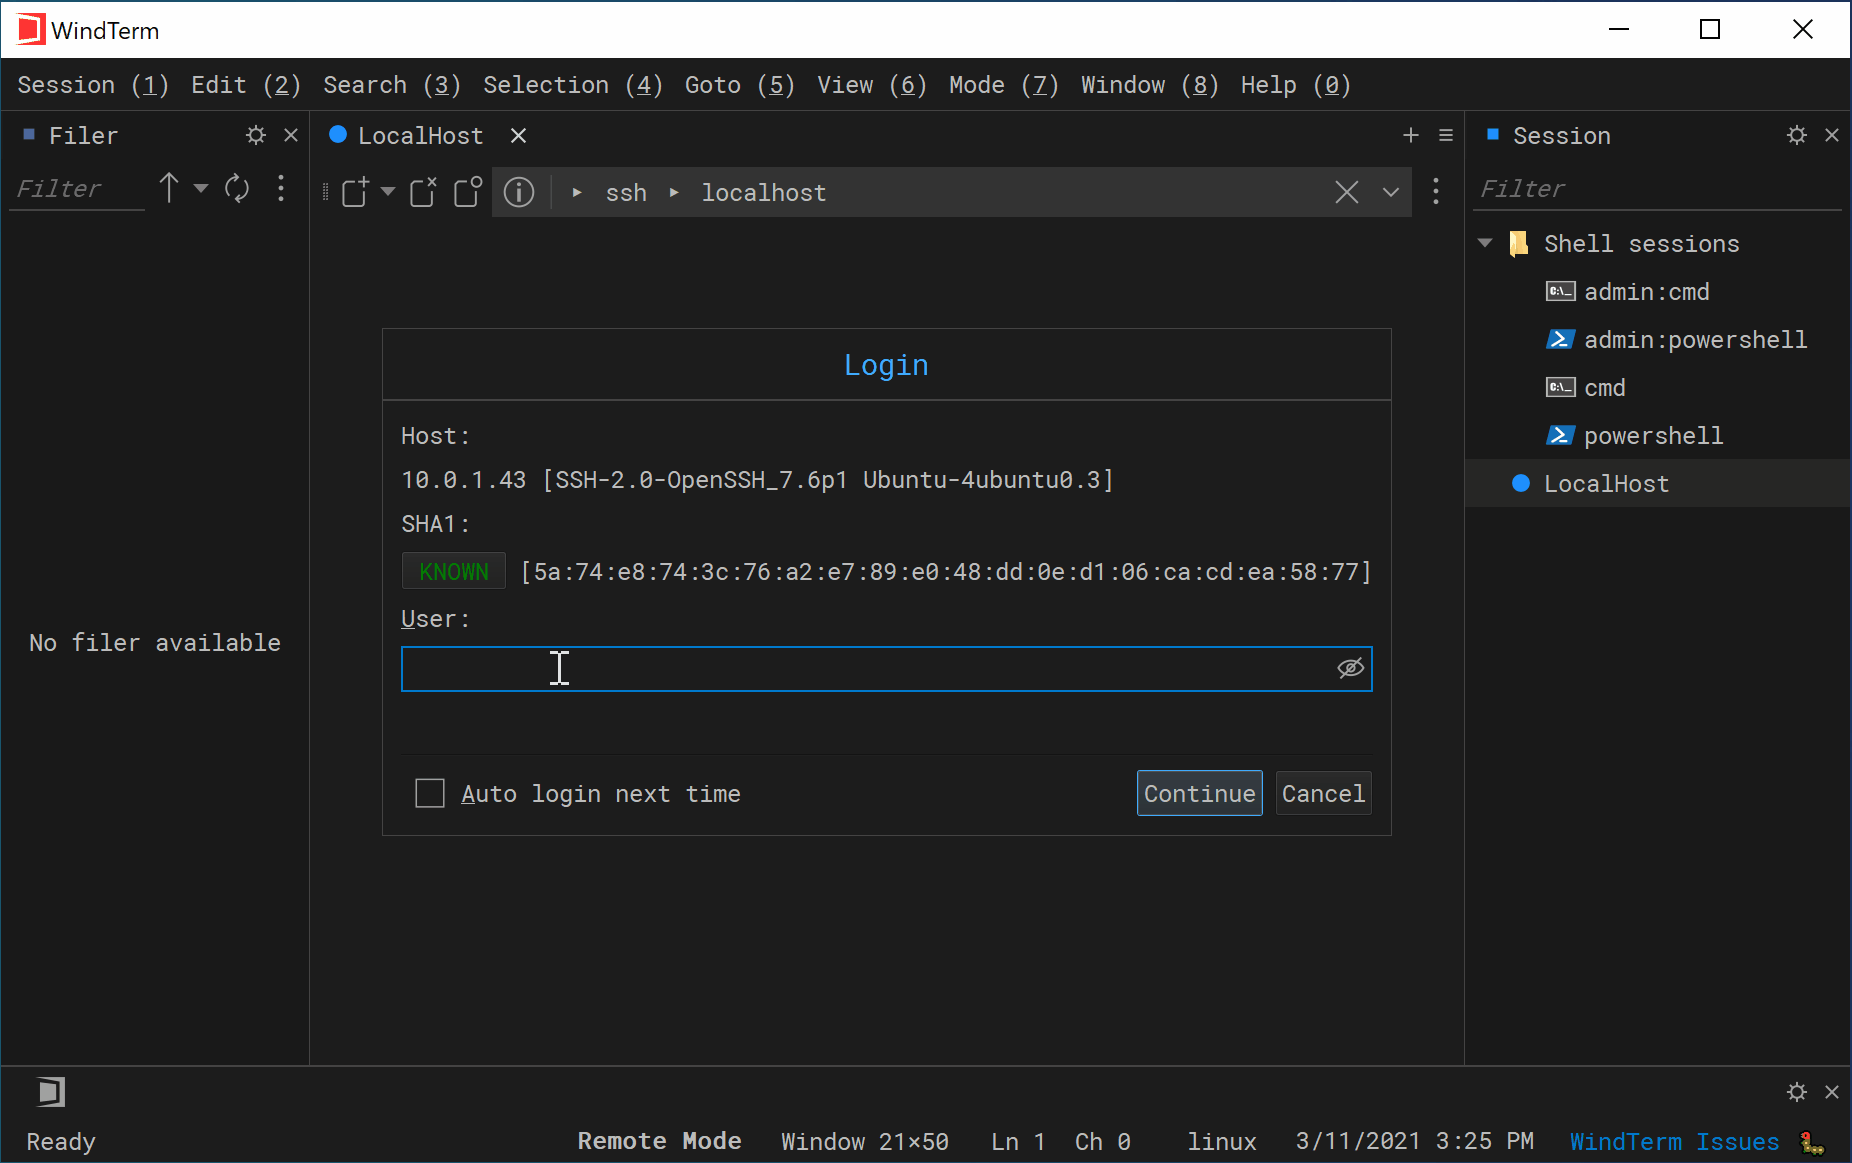 WindTerm
Session (1) Edit (2) Search (3) Selection (4) Goto (5) View (6) Mode (7) Window (8) Help (0)
Filer
Filter
No filer available
LocalHost
ssh localhost
Login
Host:
10.0.1.43 [SSH-2.0-OpenSSH_7.6p1 Ubuntu-4ubuntu0.3]
SHA1:
KNOWN [5a:74:e8:74:3c:76:a2:e7:89:e0:48:dd:0e:d1:06:ca:cd:ea:58:77]
User:
Auto login next time Continue Cancel
Session
Filter
Shell sessions
C:\_ admin:cmd
admin:powershell
C:\_ cmd
powershell
LocalHost
Ready Remote Mode Window 21×50 Ln 1 Ch 0 linux 3/11/2021 3:25 PM WindTerm Issues